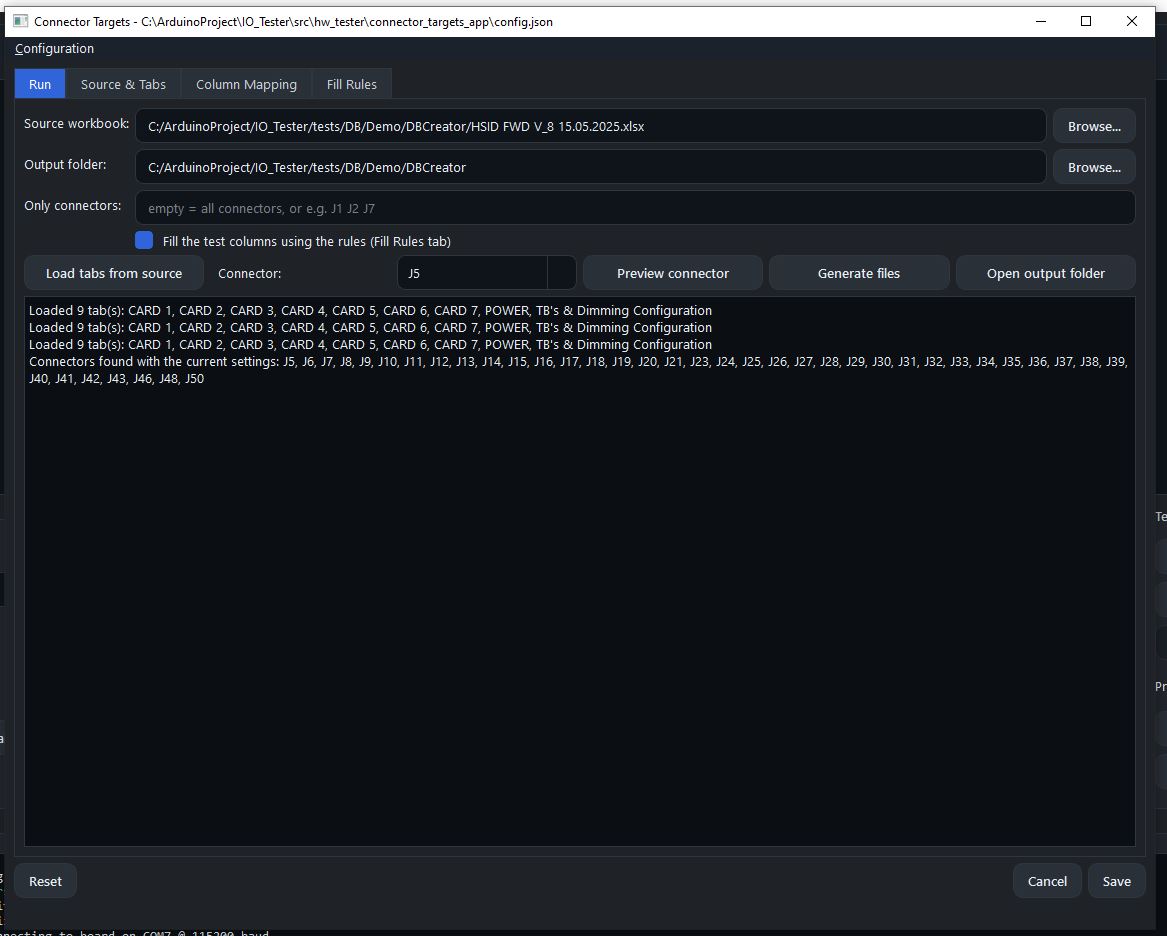 Connector Targets - C:\ArduinoProject\IO_Tester\src\hw_tester\connector_targets_app\config.json
Configuration
Run Source & Tabs Column Mapping Fill Rules
Source workbook: C:/ArduinoProject/IO_Tester/tests/DB/Demo/DBCreator/HSID FWD V_8 15.05.2025.xlsx Browse...
Output folder: C:/ArduinoProject/IO_Tester/tests/DB/Demo/DBCreator Browse...
Only connectors: empty = all connectors, or e.g. J1 J2 J7
Fill the test columns using the rules (Fill Rules tab)
Load tabs from source Connector: J5 Preview connector Generate files Open output folder
Loaded 9 tab(s): CARD 1, CARD 2, CARD 3, CARD 4, CARD 5, CARD 6, CARD 7, POWER, TB's & Dimming Configuration
Loaded 9 tab(s): CARD 1, CARD 2, CARD 3, CARD 4, CARD 5, CARD 6, CARD 7, POWER, TB's & Dimming Configuration
Loaded 9 tab(s): CARD 1, CARD 2, CARD 3, CARD 4, CARD 5, CARD 6, CARD 7, POWER, TB's & Dimming Configuration
Connectors found with the current settings: J5, J6, J7, J8, J9, J10, J11, J12, J13, J14, J15, J16, J17, J18, J19, J20, J21, J23, J24, J25, J26, J27, J28, J29, J30, J31, J32, J33, J34, J35, J36, J37, J38, J39,
J40, J41, J42, J43, J46, J48, J50
Te
Pr
Reset Cancel Save